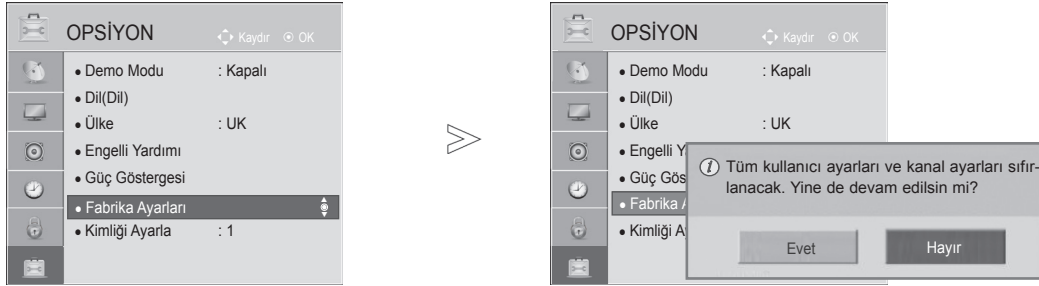 OPSİYON
Kaydır
OK
• Demo Modu : Kapalı
• Dil(Dil)
• Ülke : UK
• Engelli Yardımı
• Güç Göstergesi
• Fabrika Ayarları
• Kimliği Ayarla : 1
OPSİYON
Kaydır
OK
• Demo Modu : Kapalı
• Dil(Dil)
• Ülke : UK
• Engelli Y
• Güç Gös
• Fabrika A
• Kimliği A
Tüm kullanıcı ayarları ve kanal ayarları sıfır-
lanacak. Yine de devam edilsin mi?
Evet
Hayır